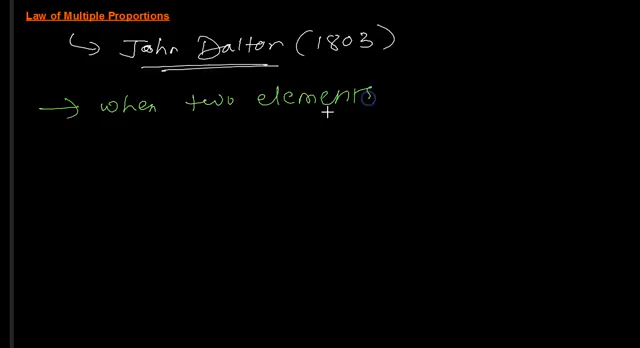 Law of Multiple Proportions
↳ John Dalton (1803)
→ when two elements